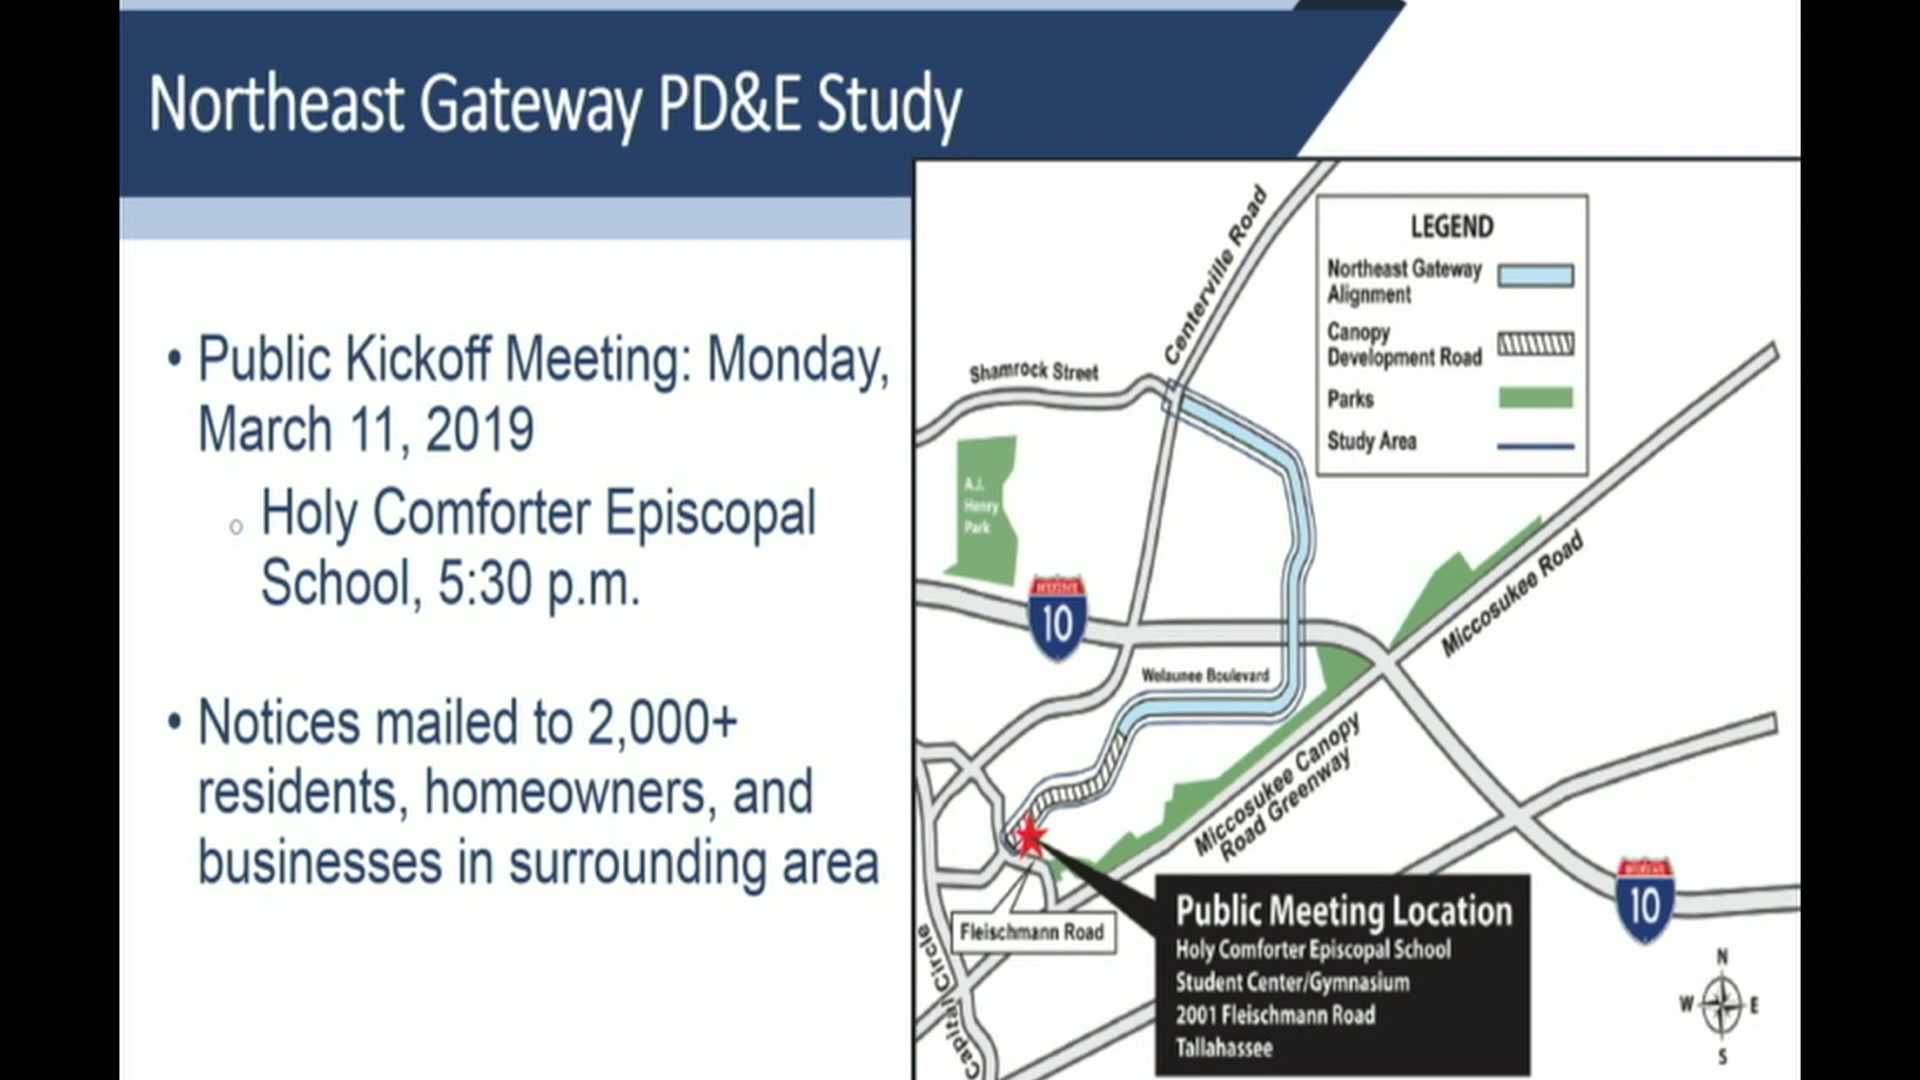 Northeast Gateway PD&E Study
• Public Kickoff Meeting: Monday,
March 11, 2019
○ Holy Comforter Episcopal
School, 5:30 p.m.
• Notices mailed to 2,000+
residents, homeowners, and
businesses in surrounding area
Centerville Road
LEGEND
Northeast Gateway
Alignment
Canopy
Development Road
Parks
Study Area
Shamrock Street
A.J.
Henry
Park
10
Miccosukee Road
Welaunee Boulevard
Miccosukee Canopy
Road Greenway
Fleischmann Road
Capital Circle
10
Public Meeting Location
Holy Comforter Episcopal School
Student Center/Gymnasium
2001 Fleischmann Road
Tallahassee
N
W E
S